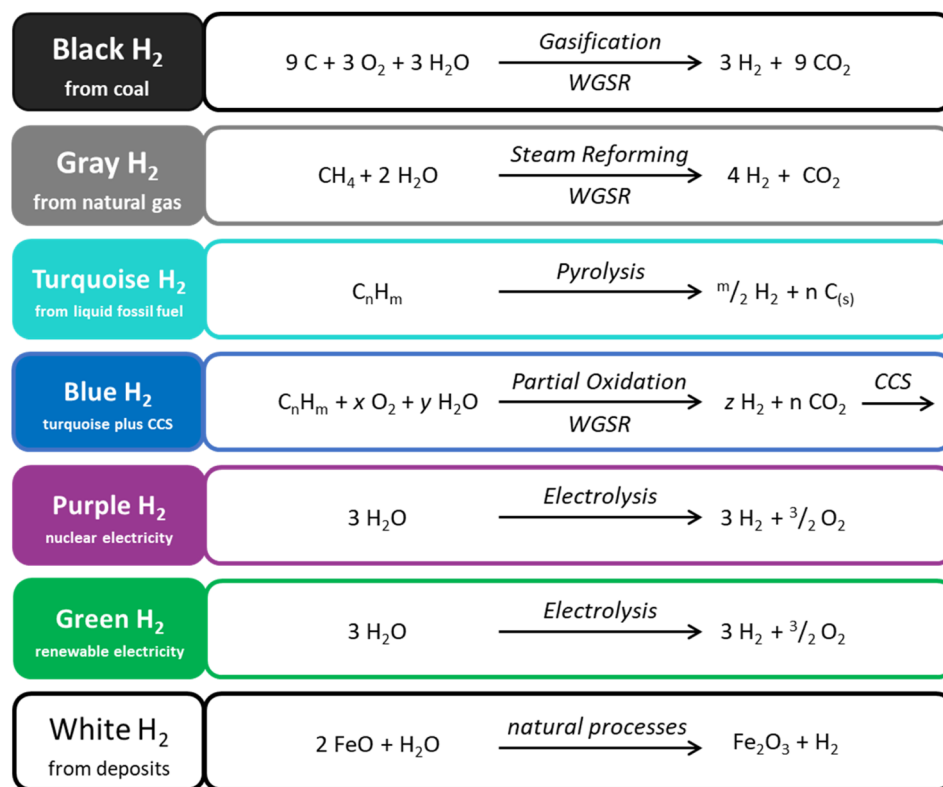 Black H₂
from coal
9 C + 3 O₂ + 3 H₂O
Gasification
WGSR
3 H₂ + 9 CO₂
Gray H₂
from natural gas
CH₄ + 2 H₂O
Steam Reforming
WGSR
4 H₂ + CO₂
Turquoise H₂
from liquid fossil fuel
CₙHₘ
Pyrolysis
ᵐ/₂ H₂ + n C₍ₛ₎
Blue H₂
turquoise plus CCS
CₙHₘ + x O₂ + y H₂O
Partial Oxidation
WGSR
z H₂ + n CO₂
CCS
Purple H₂
nuclear electricity
3 H₂O
Electrolysis
3 H₂ + ³/₂ O₂
Green H₂
renewable electricity
3 H₂O
Electrolysis
3 H₂ + ³/₂ O₂
White H₂
from deposits
2 FeO + H₂O
natural processes
Fe₂O₃ + H₂